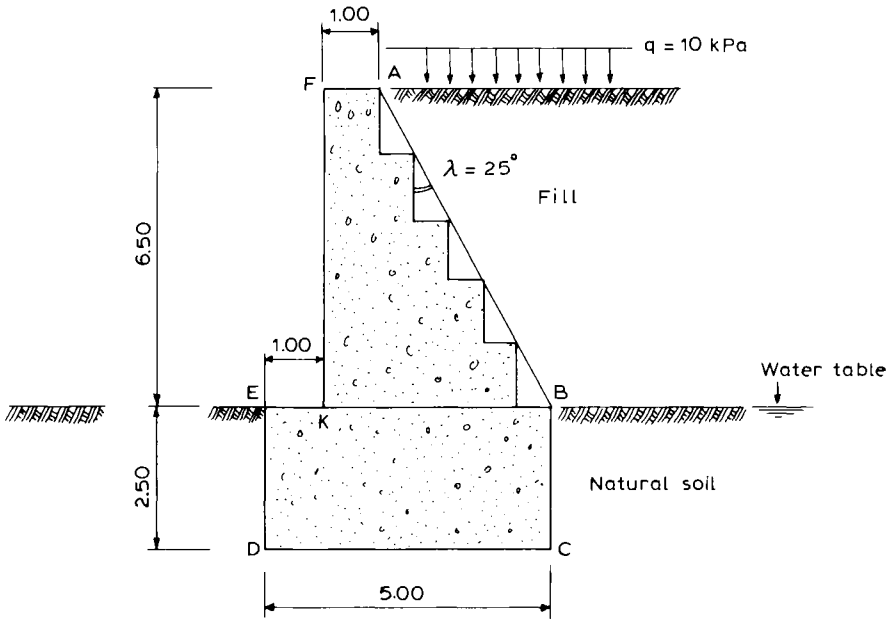 1.00
q = 10 kPa
F
A
λ = 25°
Fill
6.50
1.00
Water table
E
B
K
2.50
Natural soil
D
C
5.00